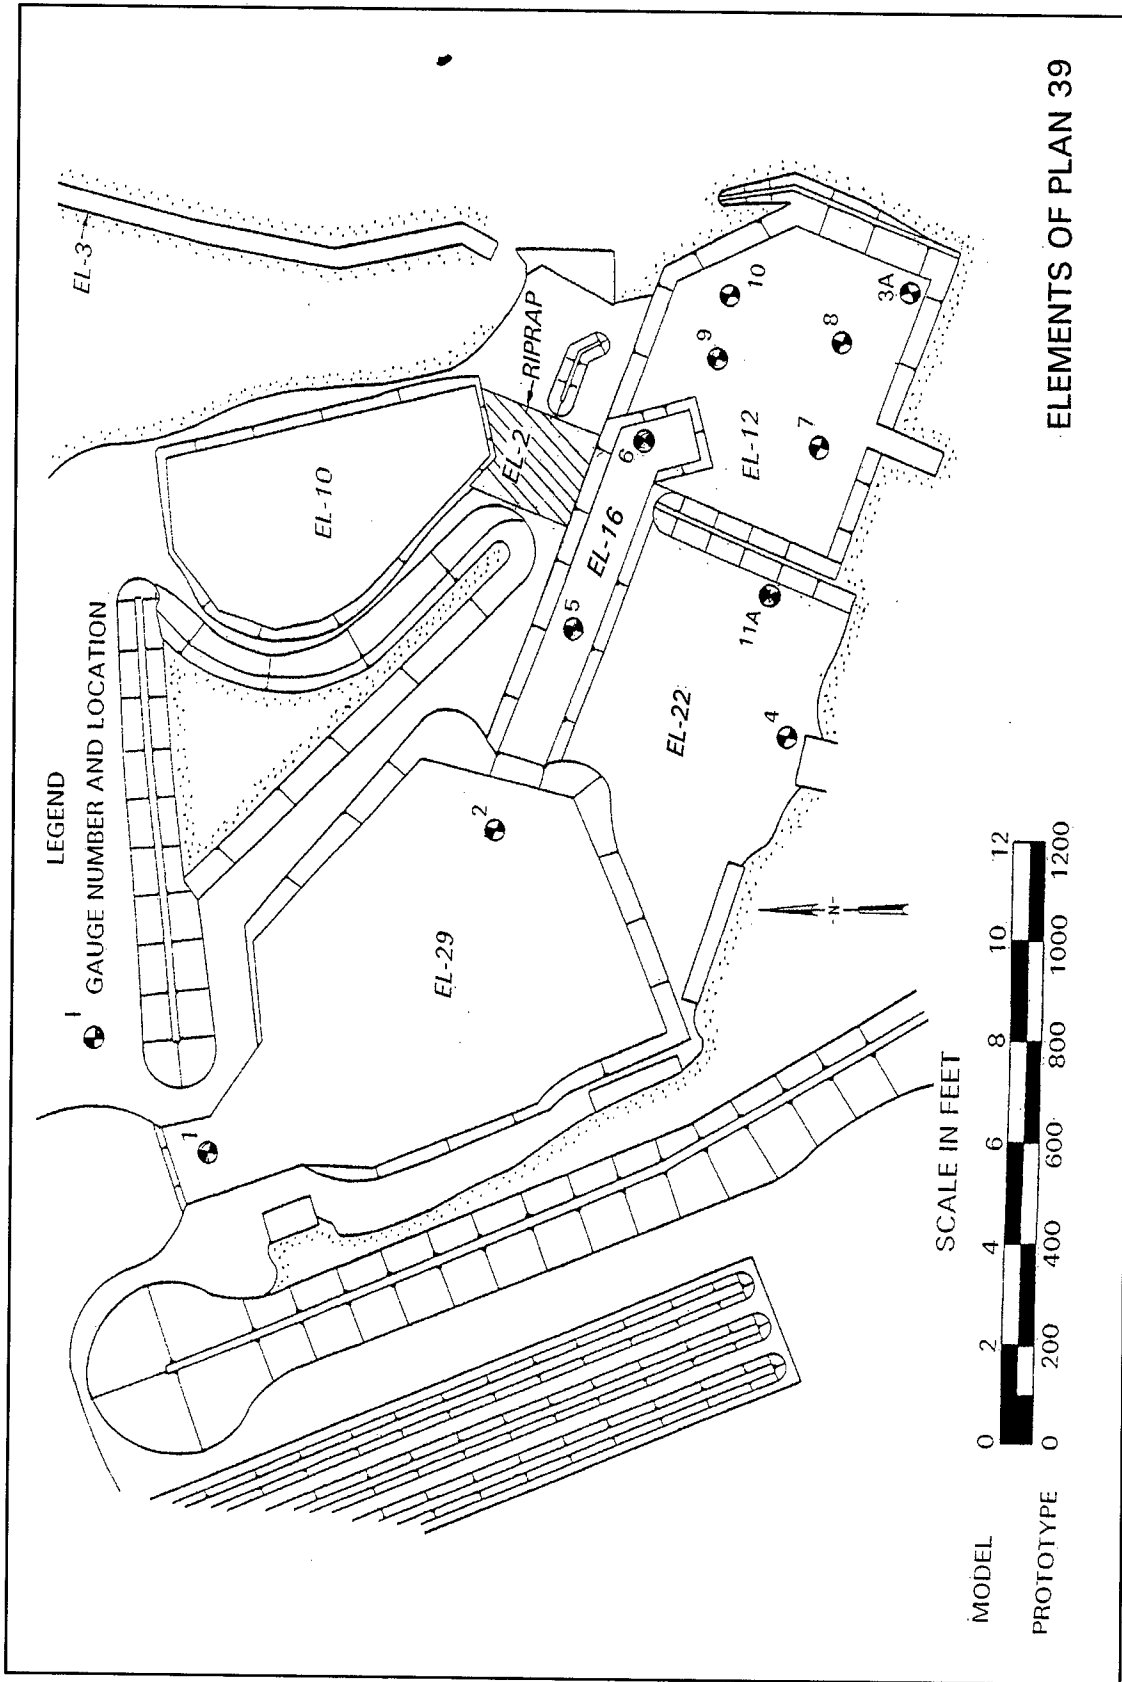 LEGEND
1
GAUGE NUMBER AND LOCATION
EL-3
EL-10
RIPRAP
EL-2
1
EL-29
2
5
EL-16
6
9
10
EL-22
11A
4
EL-12
7
8
3A
-N-
SCALE IN FEET
MODEL 0 2 4 6 8 10 12
PROTOTYPE 0 200 400 600 800 1000 1200
ELEMENTS OF PLAN 39